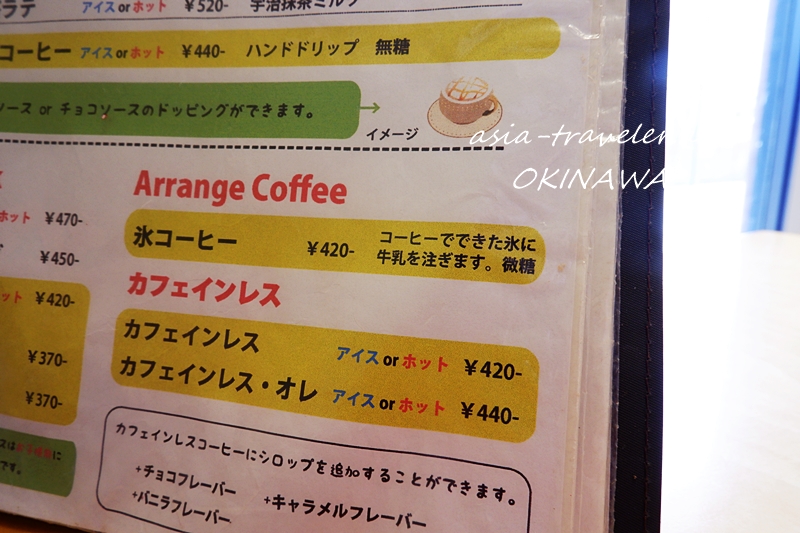 ラテ アイス or ホット ¥520- 宇治抹茶ミルク
コーヒー アイス or ホット ¥440- ハンドドリップ 無糖
ソース or チョコソースのトッピングができます。
イメージ
asia-traveler
OKINAWA
ホット ¥470-
¥450-
ット ¥420-
¥370-
¥370-
Arrange Coffee
氷コーヒー ¥420- コーヒーでできた氷に
牛乳を注ぎます。微糖
カフェインレス
カフェインレス アイス or ホット ¥420-
カフェインレス・オレ アイス or ホット ¥440-
カフェインレスコーヒーにシロップを追加することができます。
+チョコフレーバー
+バニラフレーバー +キャラメルフレーバー
です。